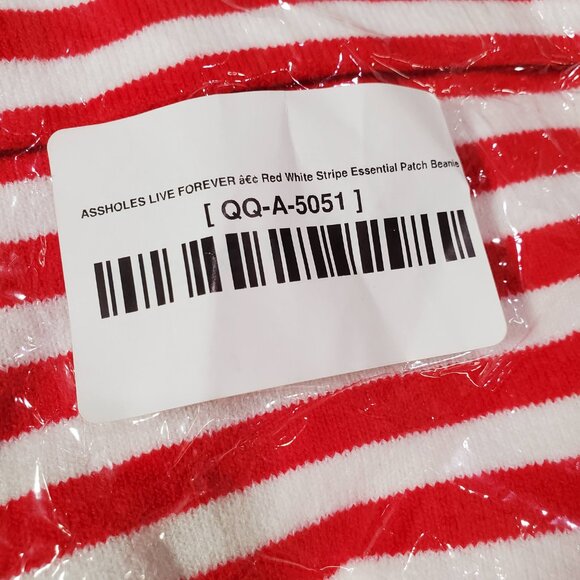 ASSHOLES LIVE FOREVER â€¢ Red White Stripe Essential Patch Beanie
[ QQ-A-5051 ]